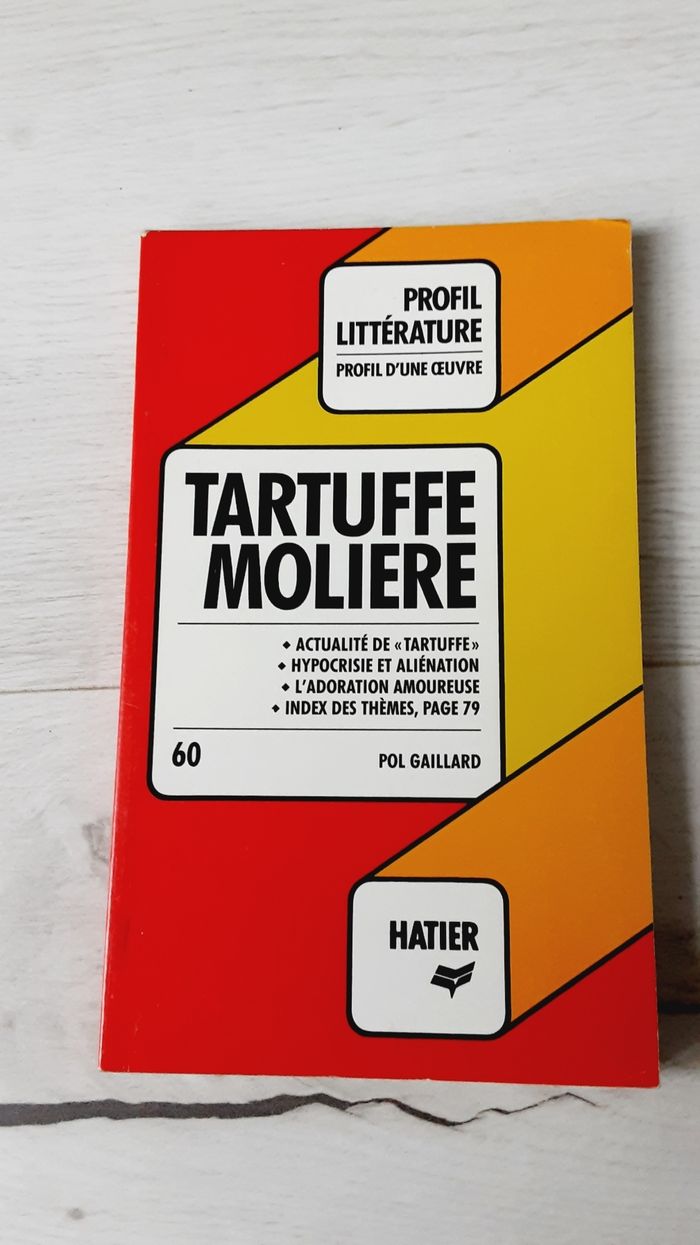 PROFIL
LITTÉRATURE
PROFIL D'UNE ŒUVRE
TARTUFFE
MOLIERE
◆ ACTUALITÉ DE «TARTUFFE»
◆ HYPOCRISIE ET ALIÉNATION
◆ L'ADORATION AMOUREUSE
◆ INDEX DES THÈMES, PAGE 79
60 POL GAILLARD
HATIER